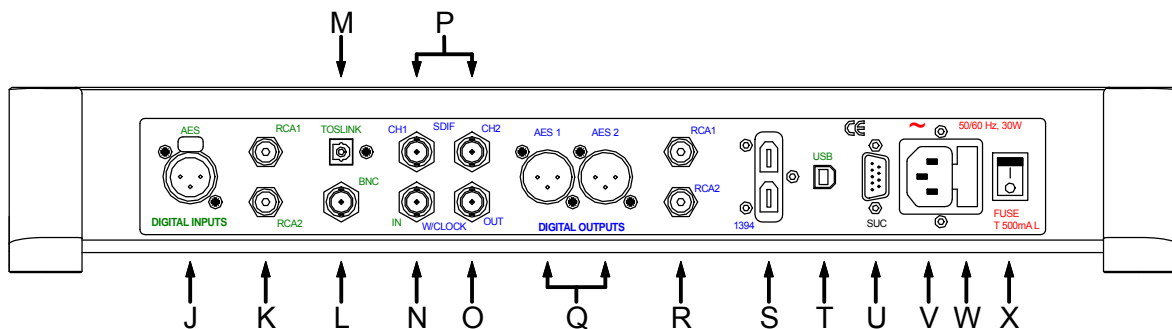 M P
AES RCA1 TOSLINK CH1 SDIF CH2 AES 1 AES 2 RCA1 CE ~ 50/60 Hz, 30W
USB
BNC RCA2
DIGITAL INPUTS RCA2 IN W/CLOCK OUT DIGITAL OUTPUTS 1394 SUC FUSE
T 500mA L
J K L N O Q R S T U V W X